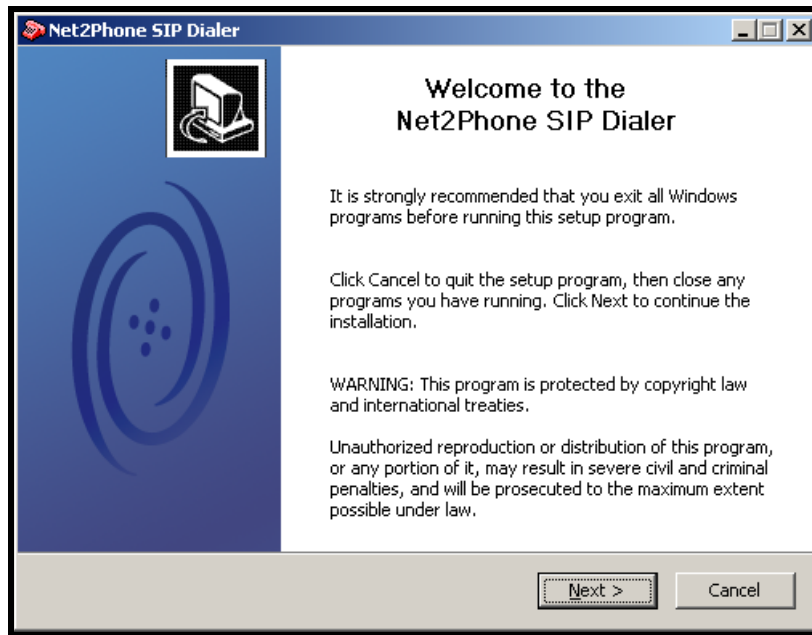 Net2Phone SIP Dialer
Welcome to the
Net2Phone SIP Dialer
It is strongly recommended that you exit all Windows
programs before running this setup program.
Click Cancel to quit the setup program, then close any
programs you have running. Click Next to continue the
installation.
WARNING: This program is protected by copyright law
and international treaties.
Unauthorized reproduction or distribution of this program,
or any portion of it, may result in severe civil and criminal
penalties, and will be prosecuted to the maximum extent
possible under law.
Next >
Cancel